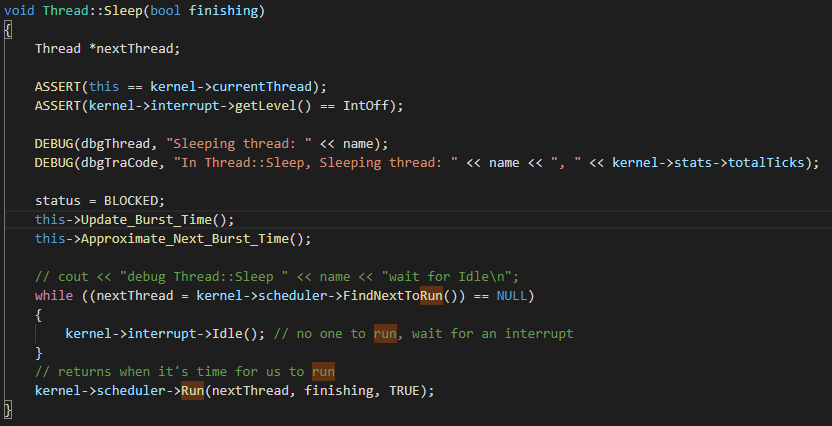 void Thread::Sleep(bool finishing)
{
Thread *nextThread;
ASSERT(this == kernel->currentThread);
ASSERT(kernel->interrupt->getLevel() == IntOff);
DEBUG(dbgThread, "Sleeping thread: " << name);
DEBUG(dbgTraCode, "In Thread::Sleep, Sleeping thread: " << name << ", " << kernel->stats->totalTicks);
status = BLOCKED;
this->Update_Burst_Time();
this->Approximate_Next_Burst_Time();
// cout << "debug Thread::Sleep " << name << "wait for Idle\n";
while ((nextThread = kernel->scheduler->FindNextToRun()) == NULL)
{
kernel->interrupt->Idle(); // no one to run, wait for an interrupt
}
// returns when it's time for us to run
kernel->scheduler->Run(nextThread, finishing, TRUE);
}